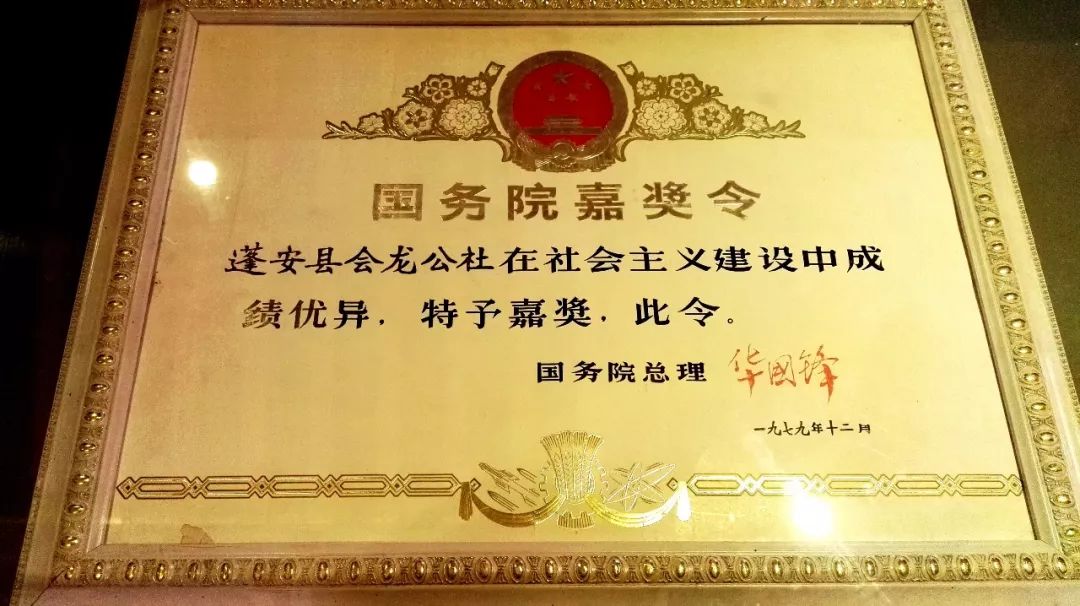 国务院嘉奖令
蓬安县会龙公社在社会主义建设中成
绩优异，特予嘉奖，此令。
国务院总理 华國锋
一九七九年十二月